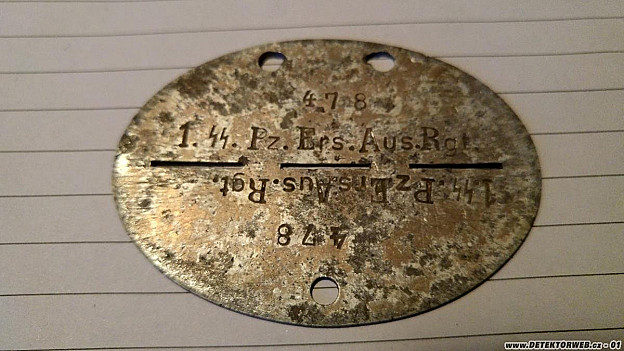 478
1. ᛋᛋ. Pz. Ers. Aus. Rgt.
1. ᛋᛋ. Pz. Ers. Aus. Rgt.
478
www.DETEKTORWEB.cz - 01